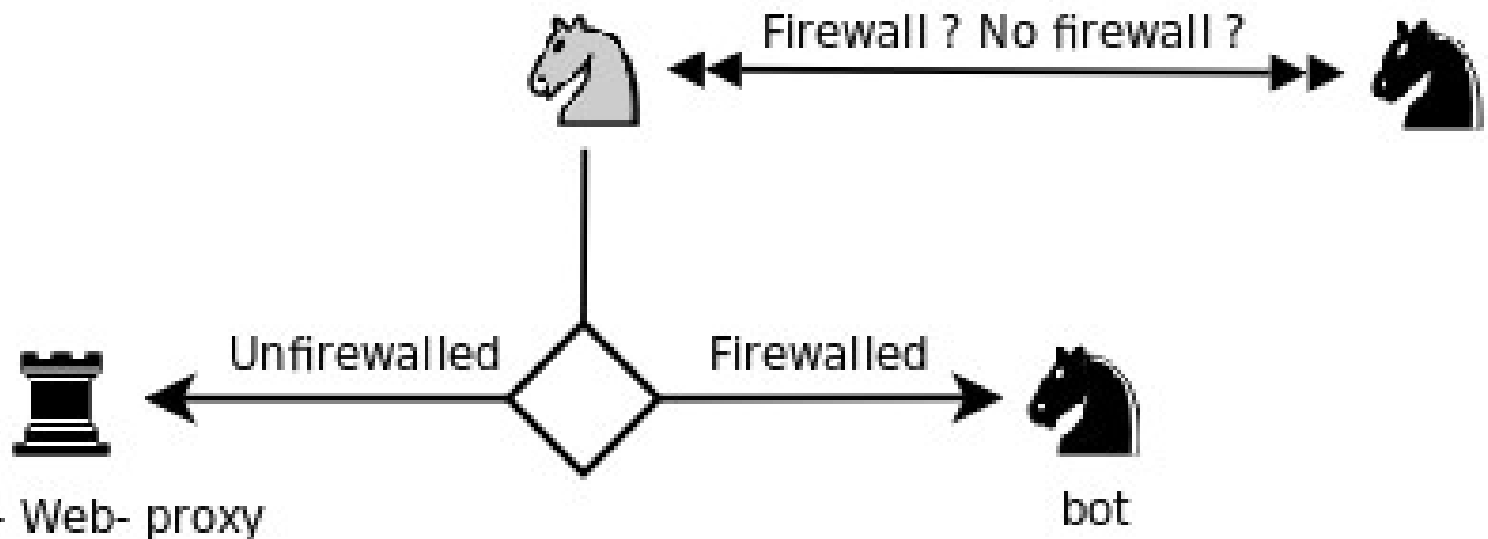 Firewall ? No firewall ?
Unfirewalled
Firewalled
- Web- proxy
bot